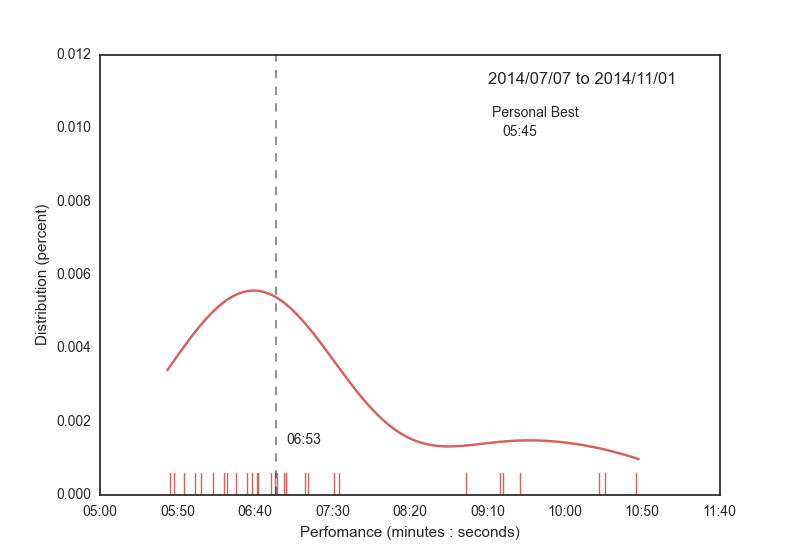 0.012
2014/07/07 to 2014/11/01
Personal Best
05:45
0.010
0.008
0.006
0.004
0.002
0.000
Distribution (percent)
06:53
05:00 05:50 06:40 07:30 08:20 09:10 10:00 10:50 11:40
Perfomance (minutes : seconds)